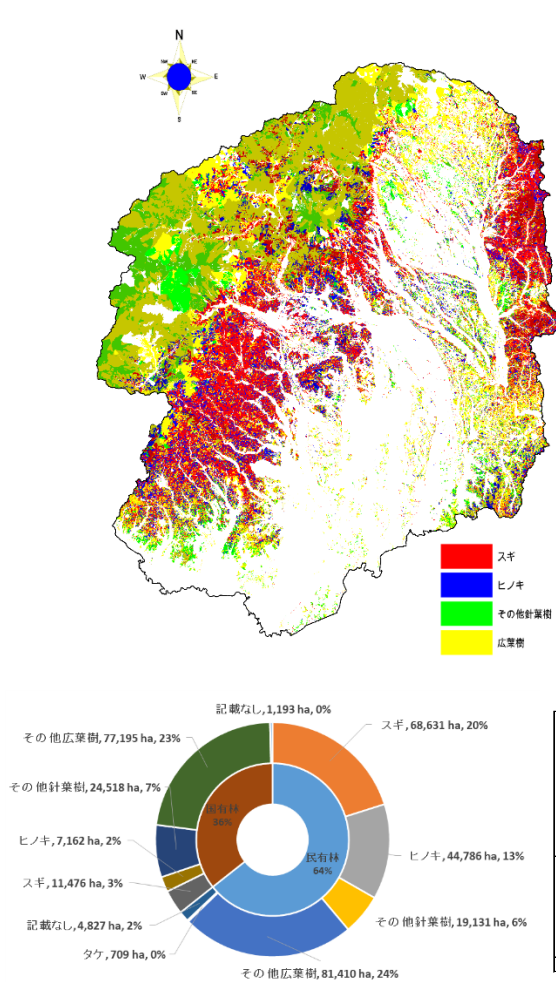 N
NW
NE
W
E
SW
SE
S
スギ
ヒノキ
その他針葉樹
広葉樹
記載なし, 1,193 ha, 0%
その他広葉樹, 77,195 ha, 23%
スギ, 68,631 ha, 20%
その他針葉樹, 24,518 ha, 7%
国有林
36%
ヒノキ, 7,162 ha, 2%
民有林
64%
ヒノキ, 44,786 ha, 13%
スギ, 11,476 ha, 3%
その他針葉樹, 19,131 ha, 6%
記載なし, 4,827 ha, 2%
タケ, 709 ha, 0%
その他広葉樹, 81,410 ha, 24%